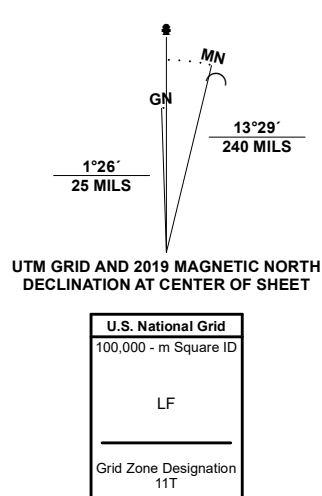 MN
GN
13°29´
240 MILS
1°26´
25 MILS
UTM GRID AND 2019 MAGNETIC NORTH
DECLINATION AT CENTER OF SHEET
U.S. National Grid
100,000 - m Square ID
LF
Grid Zone Designation
11T